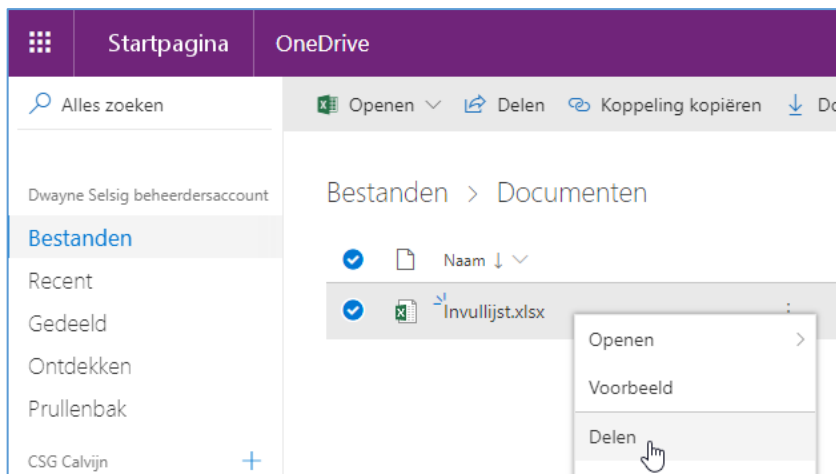 Startpagina OneDrive
Alles zoeken
Openen Delen Koppeling kopiëren Do
Dwayne Selsig beheerdersaccount
Bestanden
Recent
Gedeeld
Ontdekken
Prullenbak
CSG Calvijn +
Bestanden > Documenten
Naam
Invullijst.xlsx
Openen
Voorbeeld
Delen